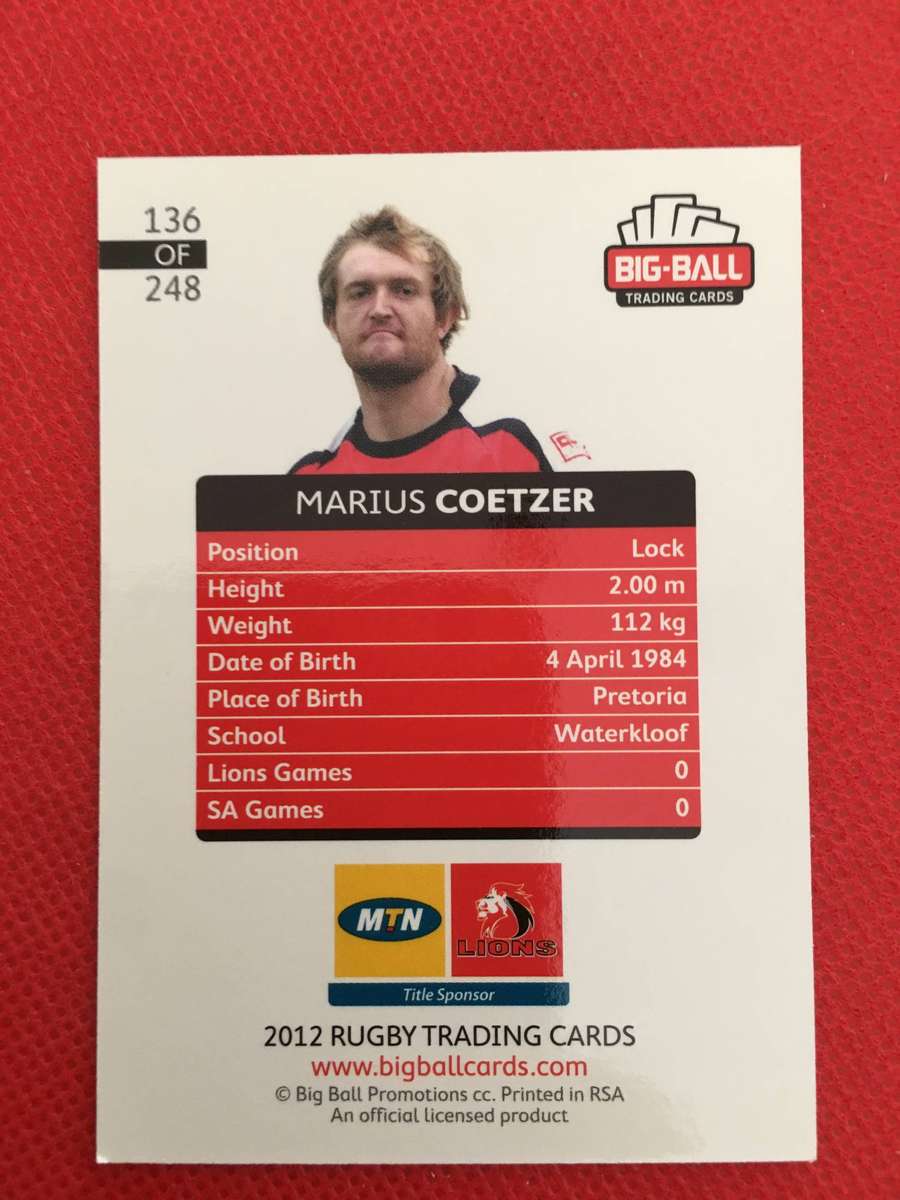 136
OF
248
BIG-BALL
TRADING CARDS
MARIUS COETZER
Position Lock
Height 2.00 m
Weight 112 kg
Date of Birth 4 April 1984
Place of Birth Pretoria
School Waterkloof
Lions Games 0
SA Games 0
MTN
LIONS
Title Sponsor
2012 RUGBY TRADING CARDS
www.bigballcards.com
© Big Ball Promotions cc. Printed in RSA
An official licensed product